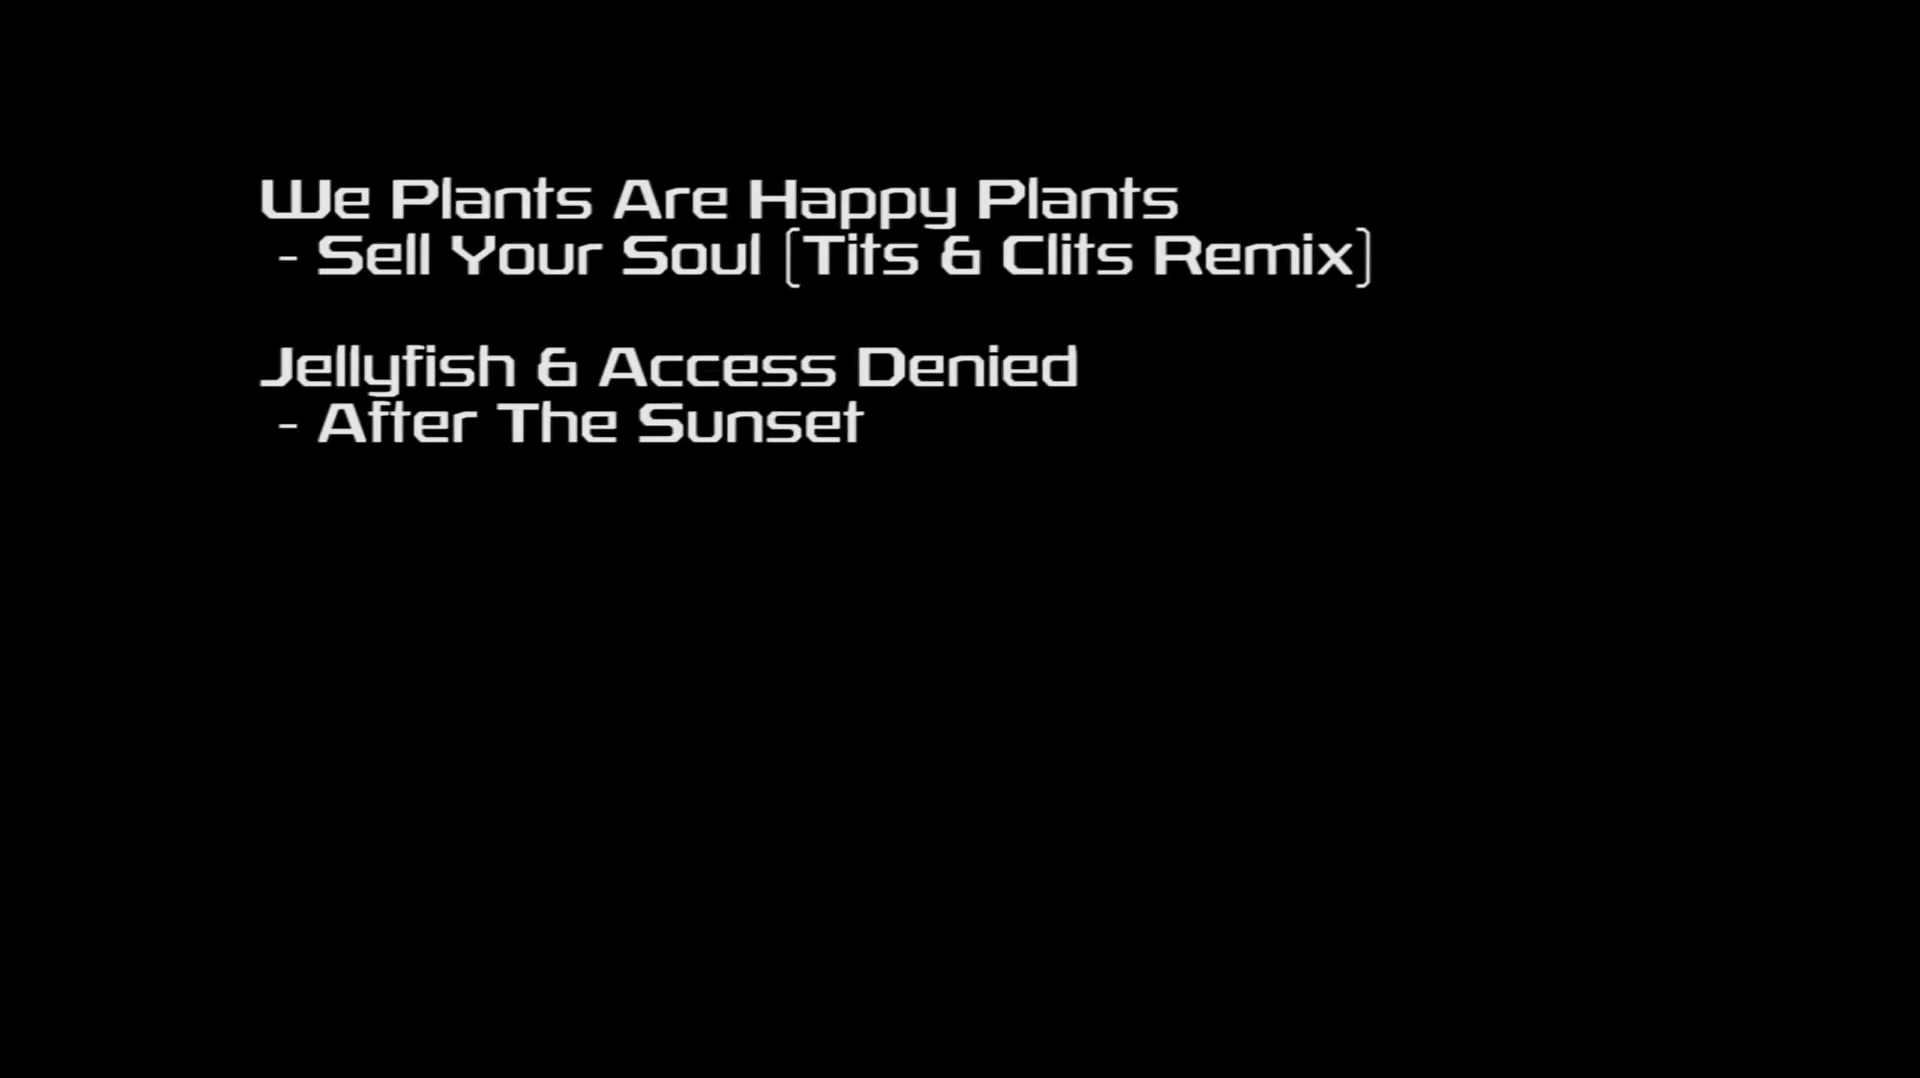 We Plants Are Happy Plants
- Sell Your Soul (Tits & Clits Remix)
Jellyfish & Access Denied
- After The Sunset